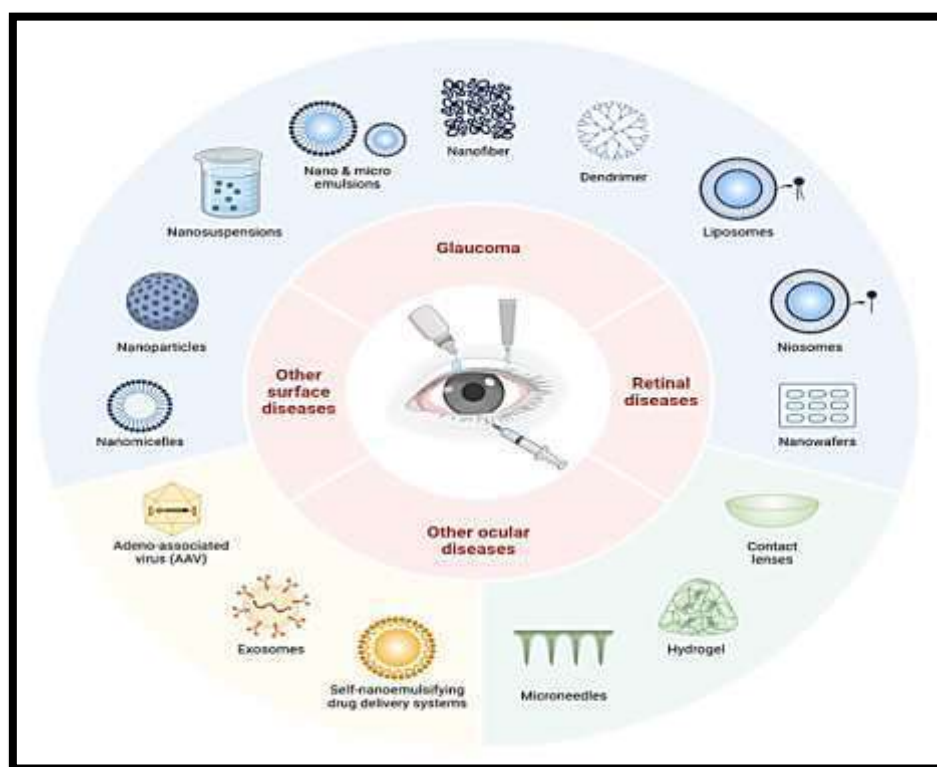 Nanofiber
Nano & micro
emulsions
Dendrimer
Nanosuspensions
Liposomes
Glaucoma
Nanoparticles
Niosomes
Other
surface
diseases
Retinal
diseases
Nanomicelles
Nanowafers
Other ocular
diseases
Adeno-associated
virus (AAV)
Contact
lenses
Exosomes
Hydrogel
Self-nanoemulsifying
drug delivery systems
Microneedles